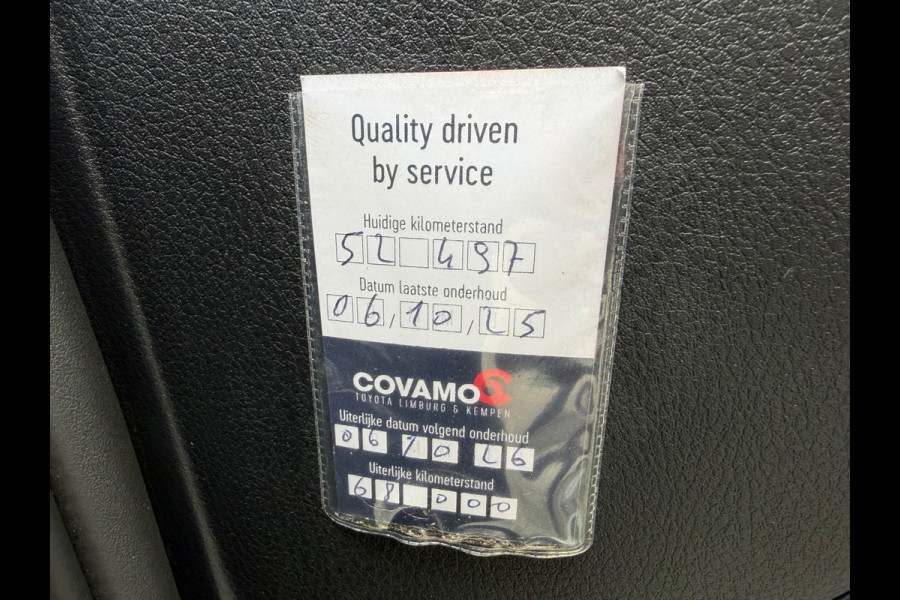 Quality driven
by service
Huidige kilometerstand
52 497
Datum laatste onderhoud
06/10/25
COVAMO
TOYOTA LIMBURG & KEMPEN
Uiterlijke datum volgend onderhoud
06 10 26
Uiterlijke kilometerstand
68 000